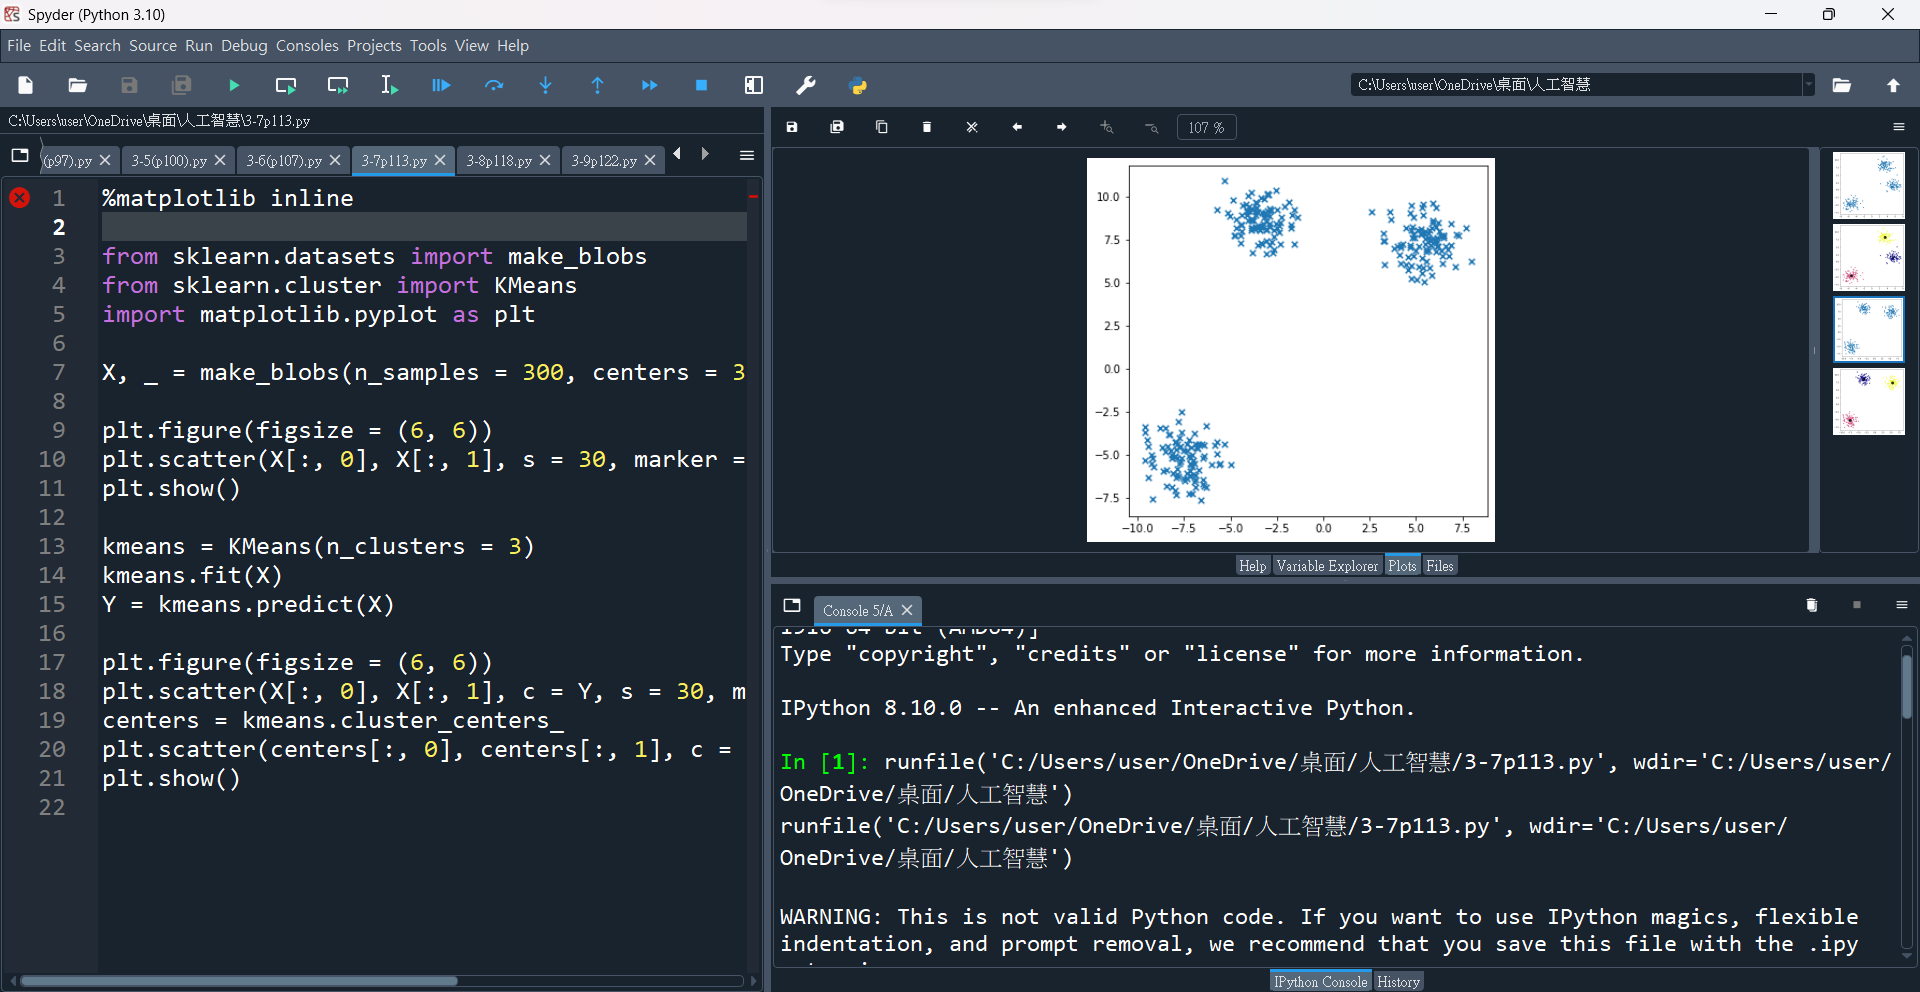 Spyder (Python 3.10)
File Edit Search Source Run Debug Consoles Projects Tools View Help
C:\Users\user\OneDrive\桌面\人工智慧
C:\Users\user\OneDrive\桌面\人工智慧\3-7p113.py
(p97).py 3-5(p100).py 3-6(p107).py 3-7p113.py 3-8p118.py 3-9p122.py
1 %matplotlib inline
2
3 from sklearn.datasets import make_blobs
4 from sklearn.cluster import KMeans
5 import matplotlib.pyplot as plt
6
7 X, _ = make_blobs(n_samples = 300, centers = 3
8
9 plt.figure(figsize = (6, 6))
10 plt.scatter(X[:, 0], X[:, 1], s = 30, marker =
11 plt.show()
12
13 kmeans = KMeans(n_clusters = 3)
14 kmeans.fit(X)
15 Y = kmeans.predict(X)
16
17 plt.figure(figsize = (6, 6))
18 plt.scatter(X[:, 0], X[:, 1], c = Y, s = 30, m
19 centers = kmeans.cluster_centers_
20 plt.scatter(centers[:, 0], centers[:, 1], c =
21 plt.show()
22
107 %
10.0
7.5
5.0
2.5
0.0
−2.5
−5.0
−7.5
−10.0 −7.5 −5.0 −2.5 0.0 2.5 5.0 7.5
Help Variable Explorer Plots Files
Console 5/A
1916 64 bit (AMD64)]
Type "copyright", "credits" or "license" for more information.
IPython 8.10.0 -- An enhanced Interactive Python.
In [1]: runfile('C:/Users/user/OneDrive/桌面/人工智慧/3-7p113.py', wdir='C:/Users/user/
OneDrive/桌面/人工智慧')
runfile('C:/Users/user/OneDrive/桌面/人工智慧/3-7p113.py', wdir='C:/Users/user/
OneDrive/桌面/人工智慧')
WARNING: This is not valid Python code. If you want to use IPython magics, flexible
indentation, and prompt removal, we recommend that you save this file with the .ipy
IPython Console History